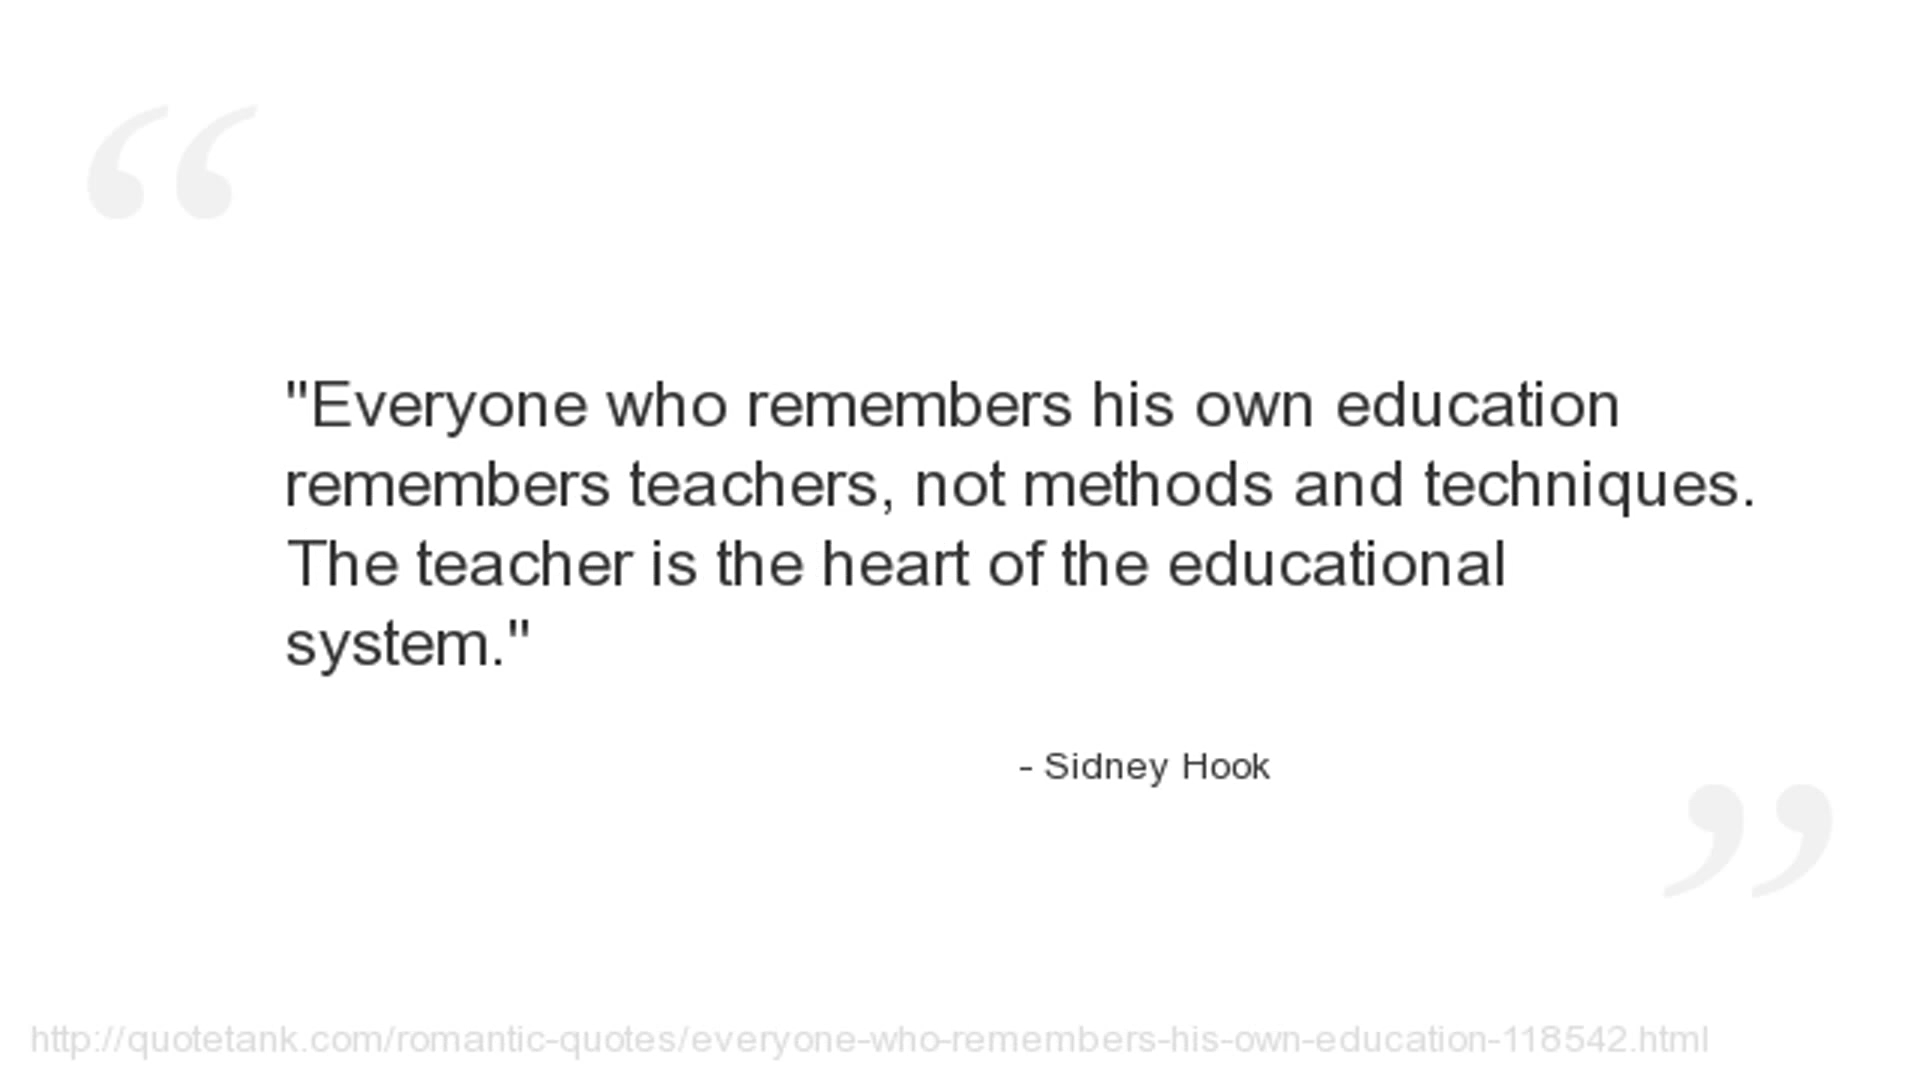 "Everyone who remembers his own education
remembers teachers, not methods and techniques.
The teacher is the heart of the educational
system."
- Sidney Hook
http://quotetank.com/romantic-quotes/everyone-who-remembers-his-own-education-118542.html